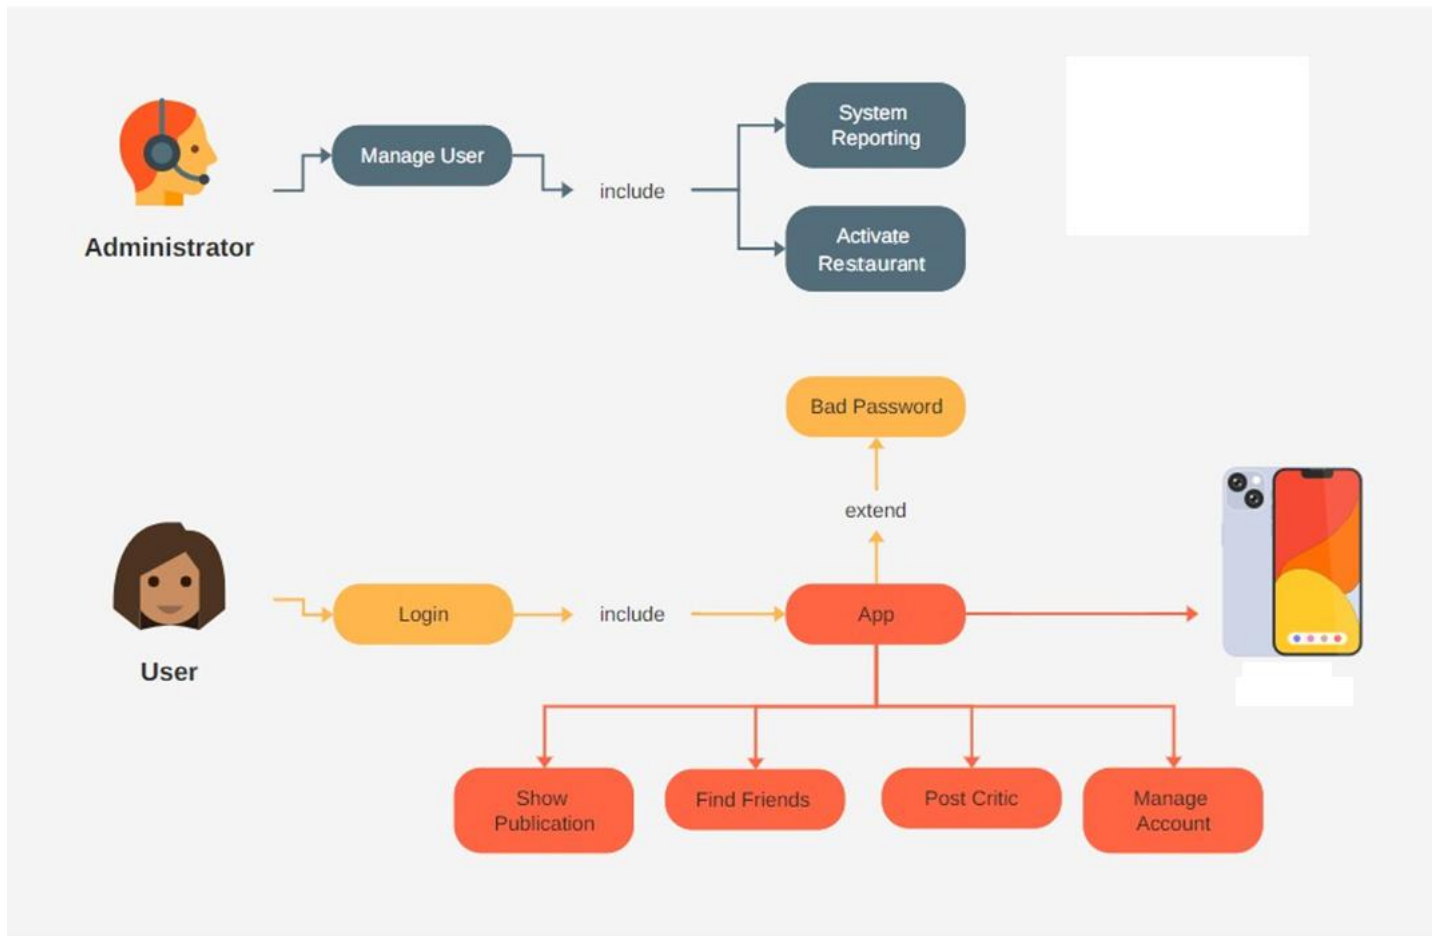 System
Reporting
Manage User
include
Activate
Restaurant
Administrator
Bad Password
extend
Login
include
App
User
Show
Publication
Find Friends
Post Critic
Manage
Account